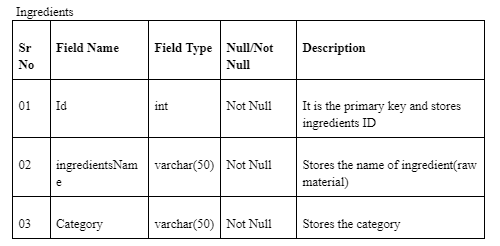 Ingredients
Sr No Field Name Field Type Null/Not Null Description
01 Id int Not Null It is the primary key and stores ingredients ID
02 ingredientsName varchar(50) Not Null Stores the name of ingredient(raw material)
03 Category varchar(50) Not Null Stores the category